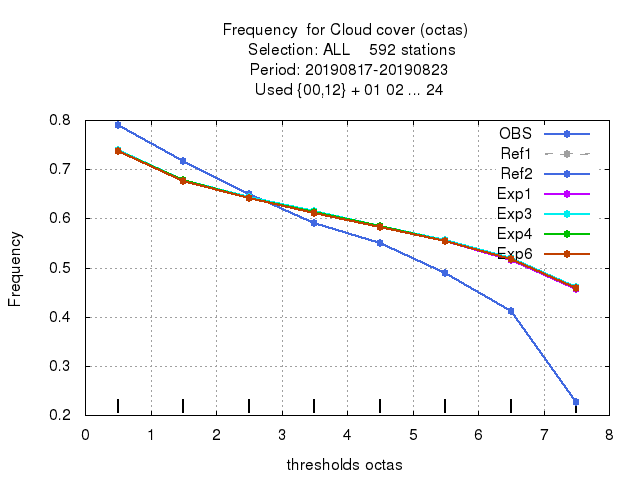 Frequency  for Cloud cover (octas)
Selection: ALL    592 stations
Period: 20190817-20190823
Used {00,12} + 01 02 ... 24
0.8
0.7
0.6
0.5
0.4
0.3
0.2
Frequency
OBS
Ref1
Ref2
Exp1
Exp3
Exp4
Exp6
0 1 2 3 4 5 6 7 8
thresholds octas